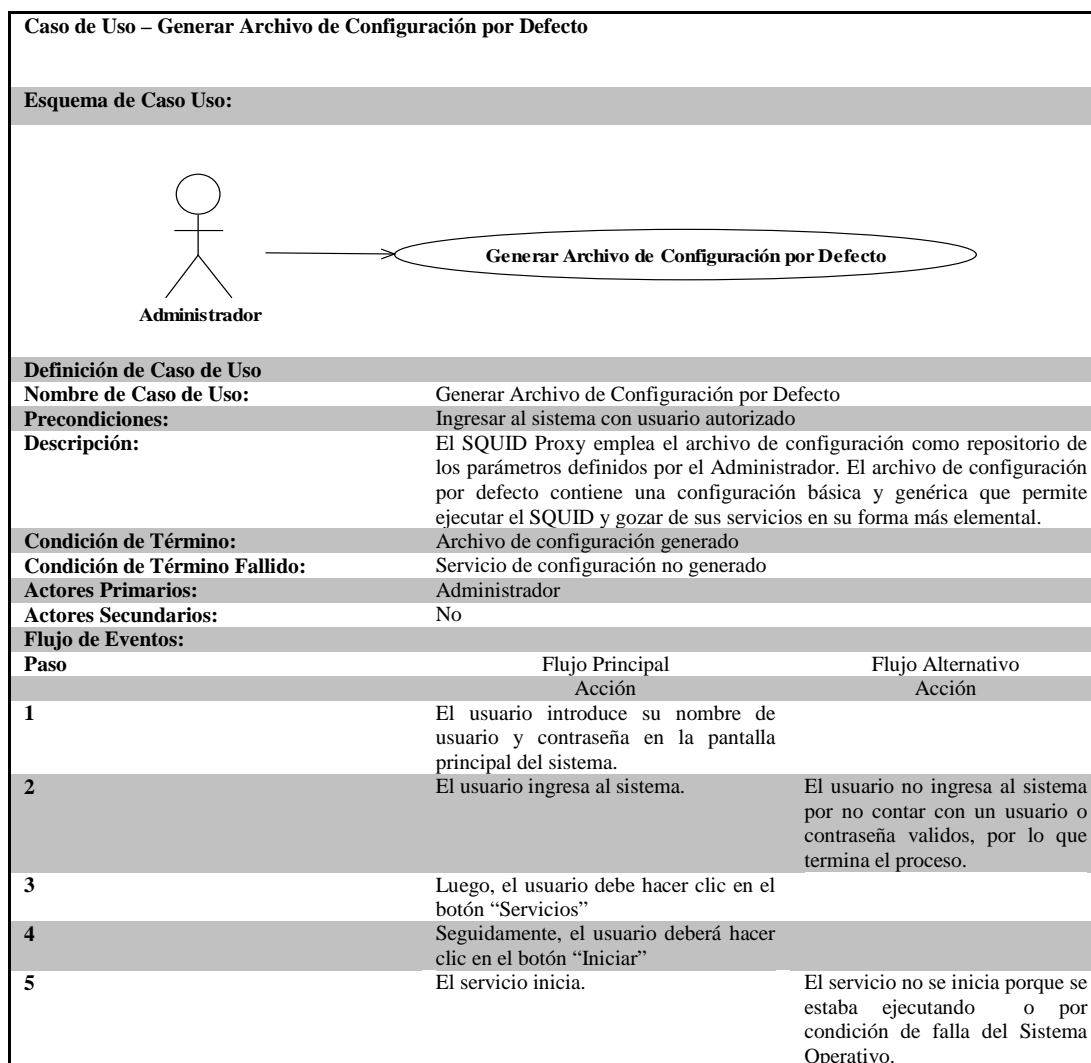 Caso de Uso – Generar Archivo de Configuración por Defecto
Esquema de Caso Uso:
Generar Archivo de Configuración por Defecto
Administrador
Definición de Caso de Uso
Nombre de Caso de Uso: Generar Archivo de Configuración por Defecto
Precondiciones: Ingresar al sistema con usuario autorizado
Descripción: El SQUID Proxy emplea el archivo de configuración como repositorio de
los parámetros definidos por el Administrador. El archivo de configuración
por defecto contiene una configuración básica y genérica que permite
ejecutar el SQUID y gozar de sus servicios en su forma más elemental.
Condición de Término: Archivo de configuración generado
Condición de Término Fallido: Servicio de configuración no generado
Actores Primarios: Administrador
Actores Secundarios: No
Flujo de Eventos:
Paso Flujo Principal Flujo Alternativo
Acción Acción
1 El usuario introduce su nombre de
usuario y contraseña en la pantalla
principal del sistema.
2 El usuario ingresa al sistema. El usuario no ingresa al sistema
por no contar con un usuario o
contraseña validos, por lo que
termina el proceso.
3 Luego, el usuario debe hacer clic en el
botón “Servicios”
4 Seguidamente, el usuario deberá hacer
clic en el botón “Iniciar”
5 El servicio inicia. El servicio no se inicia porque se
estaba ejecutando o por
condición de falla del Sistema
Operativo.